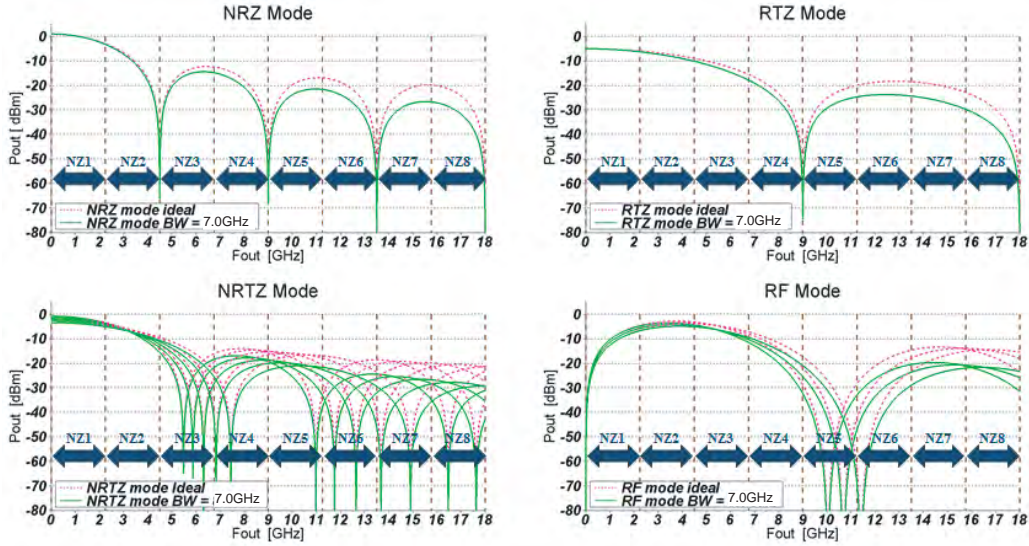 NRZ Mode
0
-10
-20
-30
-40
-50
-60
-80
Pout [ dBm]
NZ1 NZ2 NZ3 NZ4 NZ5 NZ6 NZ7 NZ8
NRZ mode ideal
NRZ mode BW = 7.0GHz
0 1 2 3 4 5 6 7 8 9 10 11 12 13 14 15 16 17 18
Fout [GHz]
RTZ Mode
0
-10
-20
-30
-40
-50
-60
-80
Pout [dBm]
NZ1 NZ2 NZ3 NZ4 NZ5 NZ6 NZ7 NZ8
RTZ mode ideal
RTZ mode BW = 7.0GHz
0 1 2 3 4 5 6 7 8 9 10 11 12 13 14 15 16 17 18
Fout [GHz]
NRTZ Mode
0
-10
-20
-30
-40
-50
-60
-80
Pout [dBm]
NZ1 NZ2 NZ3 NZ4 NZ5 NZ6 NZ7 NZ8
NRTZ mode Ideal
NRTZ mode BW = 7.0GHz
0 1 2 3 4 5 6 7 8 9 10 11 12 13 14 15 16 17 18
Fout [GHz]
RF Mode
0
-10
-20
-30
-40
-50
-60
-80
Pout [dBm]
NZ1 NZ2 NZ3 NZ4 NZ5 NZ6 NZ7 NZ8
RF mode ideal
RF mode BW = 7.0GHz
0 1 2 3 4 5 6 7 8 9 10 11 12 13 14 15 16 17 18
Fout [GHz]